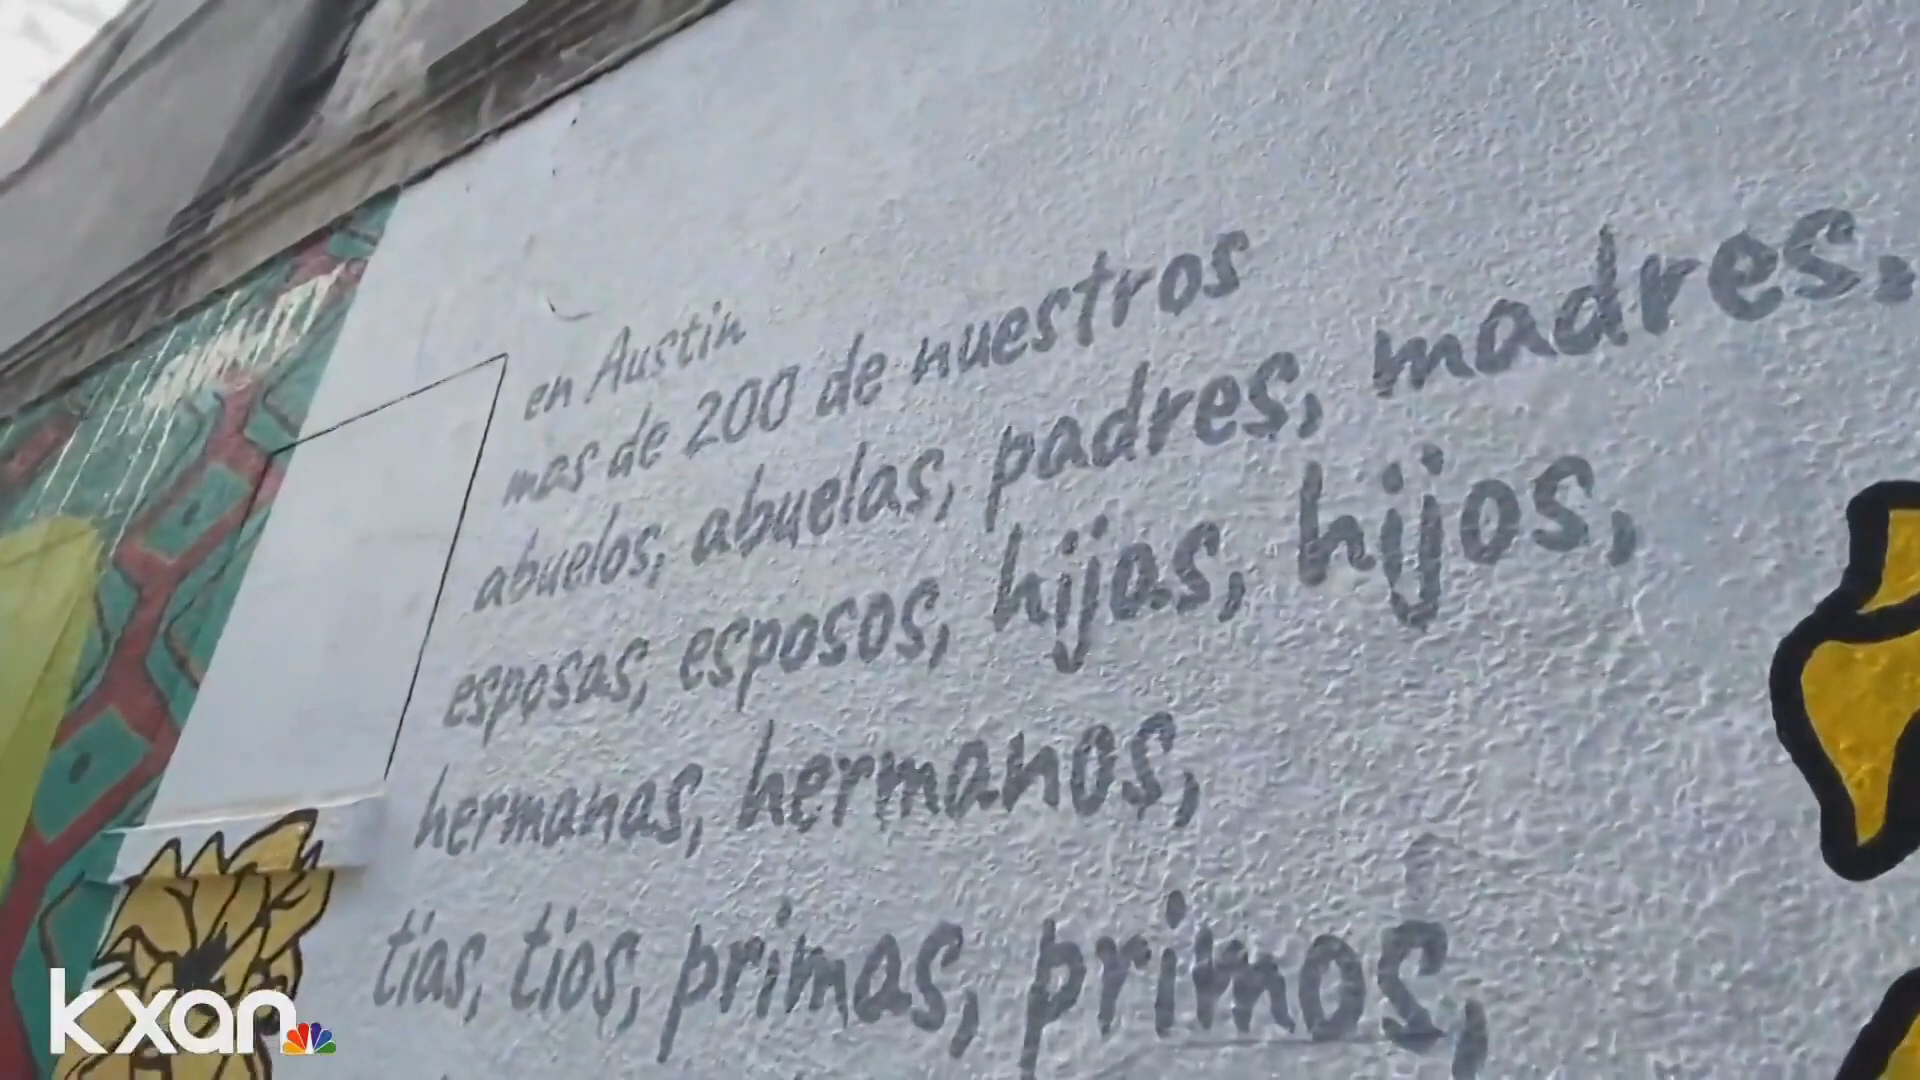 en Austin
mas de 200 de nuestros
abuelos, abuelas, padres, madres,
esposas, esposos, hijas, hijos,
hermanas, hermanos,
tias, tios, primas, primos,
kxan